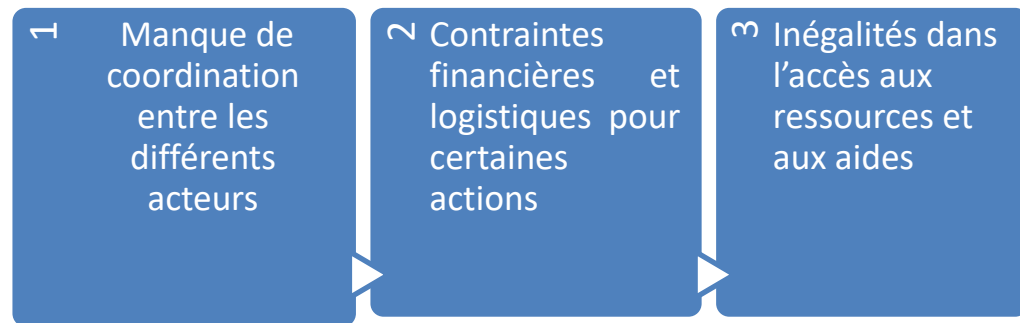 1
Manque de
coordination
entre les
différents
acteurs
2
Contraintes
financières et
logistiques pour
certaines
actions
3
Inégalités dans
l’accès aux
ressources et
aux aides